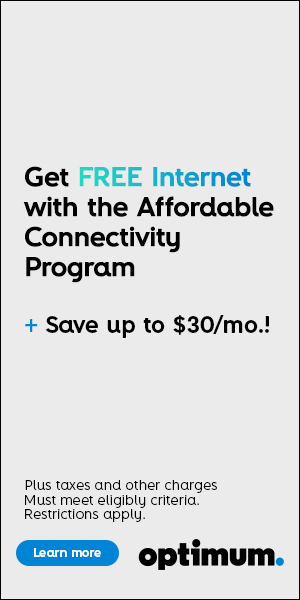 Get FREE Internet
with the Affordable
Connectivity
Program
+ Save up to $30/mo.!
Plus taxes and other charges
Must meet eligibly criteria.
Restrictions apply.
Learn more
optimum.